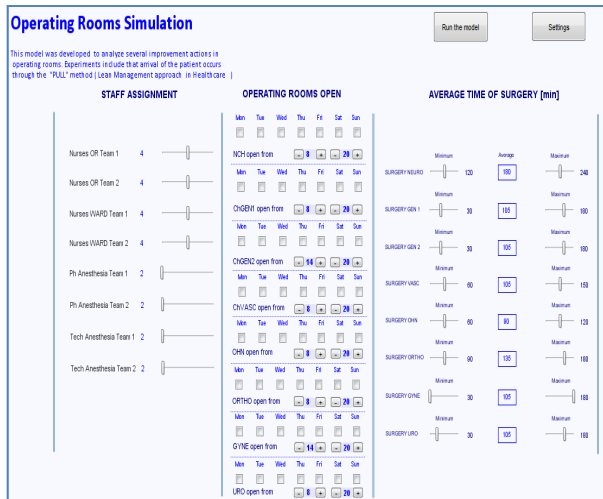 Operating Rooms Simulation
Run the model
Settings
This model was developed to analyze several improvement actions in
operating rooms. Experiments include that arrival of the patient occurs
through the "PULL" method ( Lean Management approach in Healthcare )
STAFF ASSIGNMENT
Nurses OR Team 1 4
Nurses OR Team 2 4
Nurses WARD Team 1 4
Nurses WARD Team 2 4
Ph Anesthesia Team 1 2
Ph Anesthesia Team 2 2
Tech Anesthesia Team 1 2
Tech Anesthesia Team 2 2
OPERATING ROOMS OPEN
Mon Tue Wed Thu Fri Sat Sun
NCH open from - 8 + - 20 +
Mon Tue Wed Thu Fri Sat Sun
ChGEN1 open from - 8 + - 20 +
Mon Tue Wed Thu Fri Sat Sun
ChGEN2 open from - 14 + - 20 +
Mon Tue Wed Thu Fri Sat Sun
ChVASC open from - 8 + - 20 +
Mon Tue Wed Thu Fri Sat Sun
OHN open from - 8 + - 20 +
Mon Tue Wed Thu Fri Sat Sun
ORTHO open from - 8 + - 20 +
Mon Tue Wed Thu Fri Sat Sun
GYNE open from - 14 + - 20 +
Mon Tue Wed Thu Fri Sat Sun
URO open from - 8 + - 20 +
AVERAGE TIME OF SURGERY [min]
Minimum Average Maximum
SURGERY NEURO 120 180 240
Minimum Maximum
SURGERY GEN 1 30 105 180
Minimum Maximum
SURGERY GEN 2 30 105 180
Minimum Maximum
SURGERY VASC 60 105 150
Minimum Maximum
SURGERY OHN 60 90 120
Minimum Maximum
SURGERY ORTHO 90 135 180
Minimum Maximum
SURGERY GYNE 30 105 180
Minimum Maximum
SURGERY URO 30 105 180